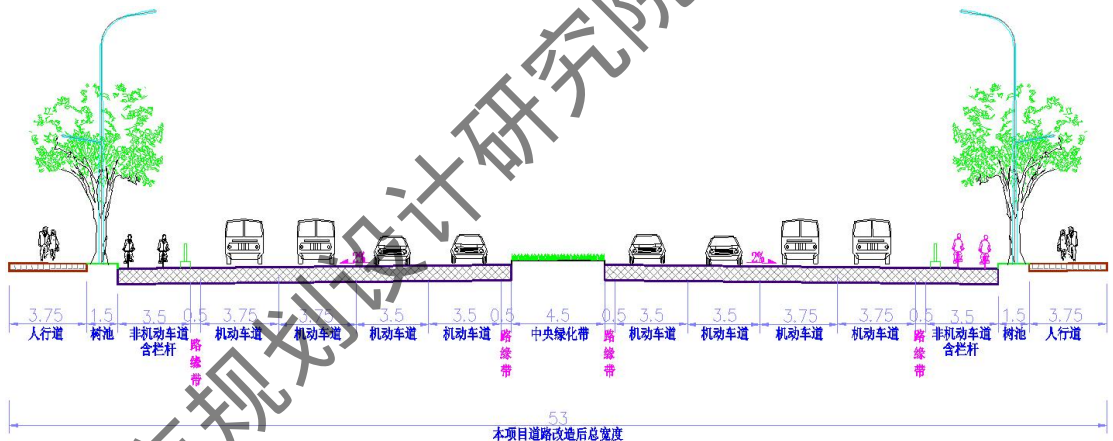 市规划设计研究院
2%
2%
3.75
1.5
3.5
0.5
3.75
3.75
3.5
3.5
0.5
4.5
0.5
3.5
3.5
3.75
3.75
0.5
3.5
1.5
3.75
人行道
树池
非机动车道
含栏杆
路缘带
机动车道
机动车道
机动车道
机动车道
路缘带
中央绿化带
路缘带
机动车道
机动车道
机动车道
机动车道
路缘带
非机动车道
含栏杆
树池
人行道
53
本项目道路改造后总宽度